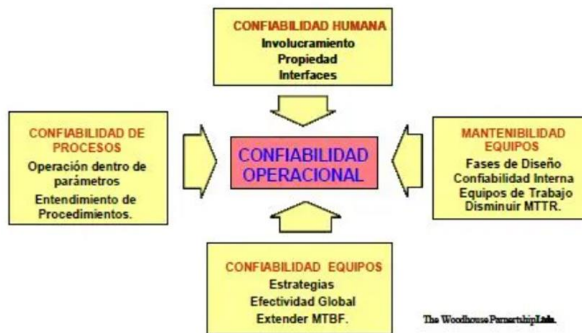 CONFIABILIDAD HUMANA
Involucramiento
Propiedad
Interfaces
CONFIABILIDAD DE
PROCESOS
Operación dentro de
parámetros
Entendimiento de
Procedimientos.
CONFIABILIDAD
OPERACIONAL
MANTENIBILIDAD
EQUIPOS
Fases de Diseño
Confiabilidad Interna
Equipos de Trabajo
Disminuir MTTR.
CONFIABILIDAD EQUIPOS
Estrategias
Efectividad Global
Extender MTBF.
The Woodhouse